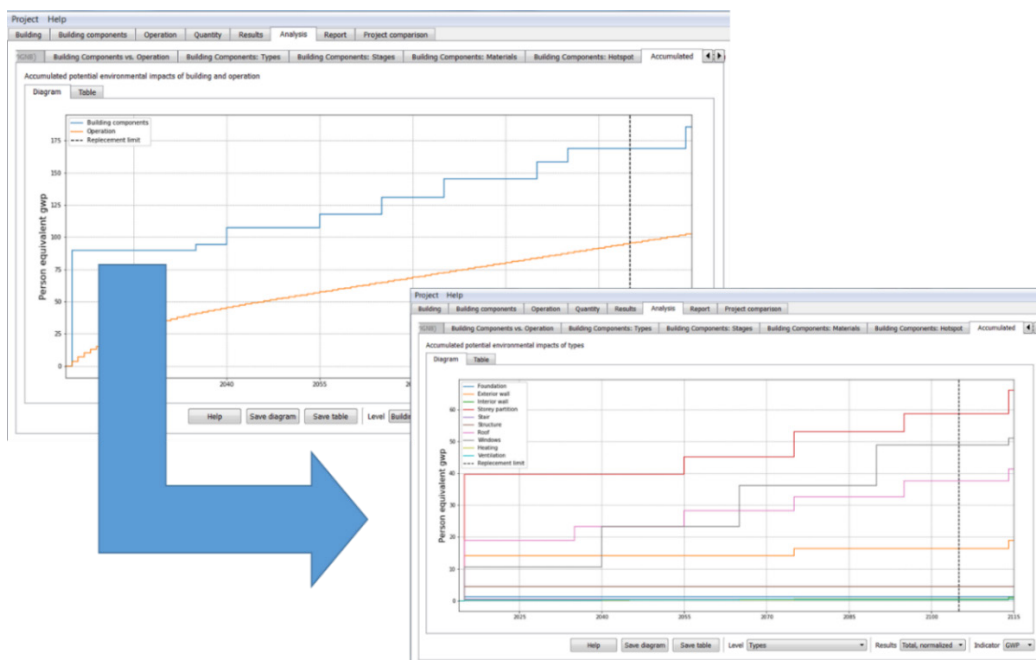 Project Help
Building Building components Operation Quantity Results Analysis Report Project comparison
Building Components vs. Operation Building Components: Types Building Components: Stages Building Components: Materials Building Components: Hotspot Accumulated
Accumulated potential environmental impacts of building and operation
Diagram Table
Building components
Operation
Replecement limit
175
150
125
100
75
50
25
0
Person equivalent gwp
2040 2055
Help Save diagram Save table Level
Project Help
Building Building components Operation Quantity Results Analysis Report Project comparison
Building Components vs. Operation Building Components: Types Building Components: Stages Building Components: Materials Building Components: Hotspot Accumulated
Accumulated potential environmental impacts of types
Diagram Table
Foundation
Exterior wall
Interior wall
Storey partition
Stair
Structure
Roof
Windows
Heating
Ventilation
Replecement limit
60
50
40
30
20
10
0
Person equivalent gwp
2025 2040 2055 2070 2085 2100 2115
Help Save diagram Save table Level Types Results Total, normalized Indicator GWP